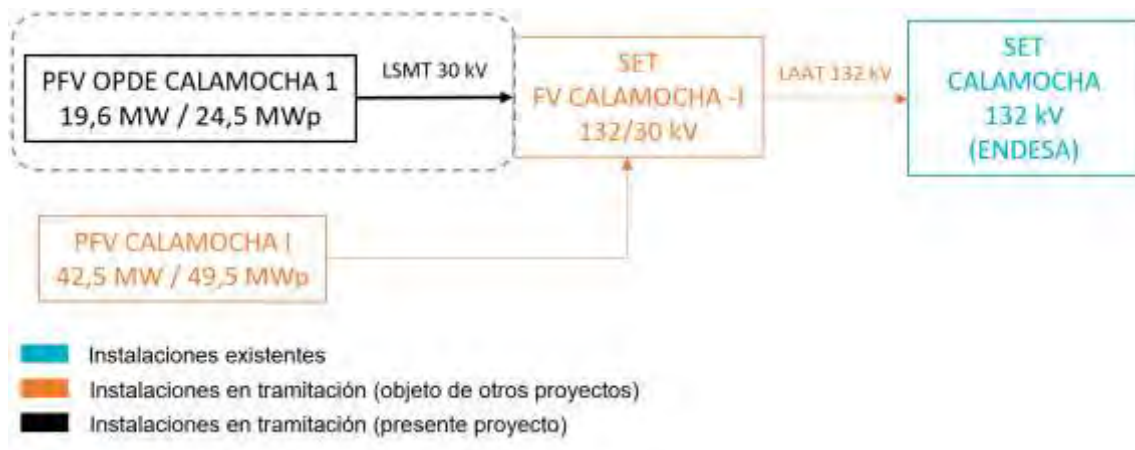 PFV OPDE CALAMOCHA 1
19,6 MW / 24,5 MWp
LSMT 30 kV
SET
FV CALAMOCHA -I
132/30 kV
LAAT 132 kV
SET
CALAMOCHA
132 kV
(ENDESA)
PFV CALAMOCHA I
42,5 MW / 49,5 MWp
Instalaciones existentes
Instalaciones en tramitación (objeto de otros proyectos)
Instalaciones en tramitación (presente proyecto)